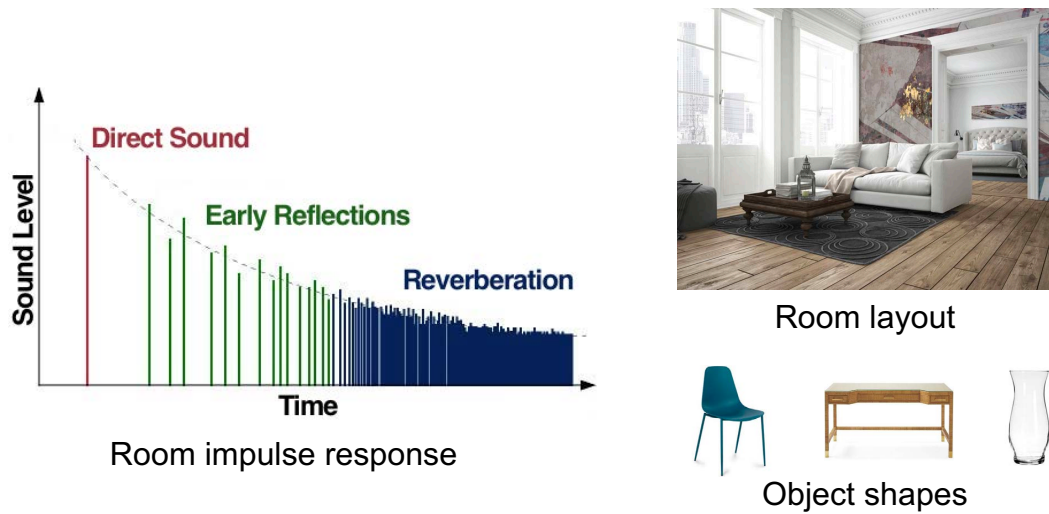 Direct Sound
Early Reflections
Reverberation
Sound Level
Time
Room impulse response
Room layout
Object shapes